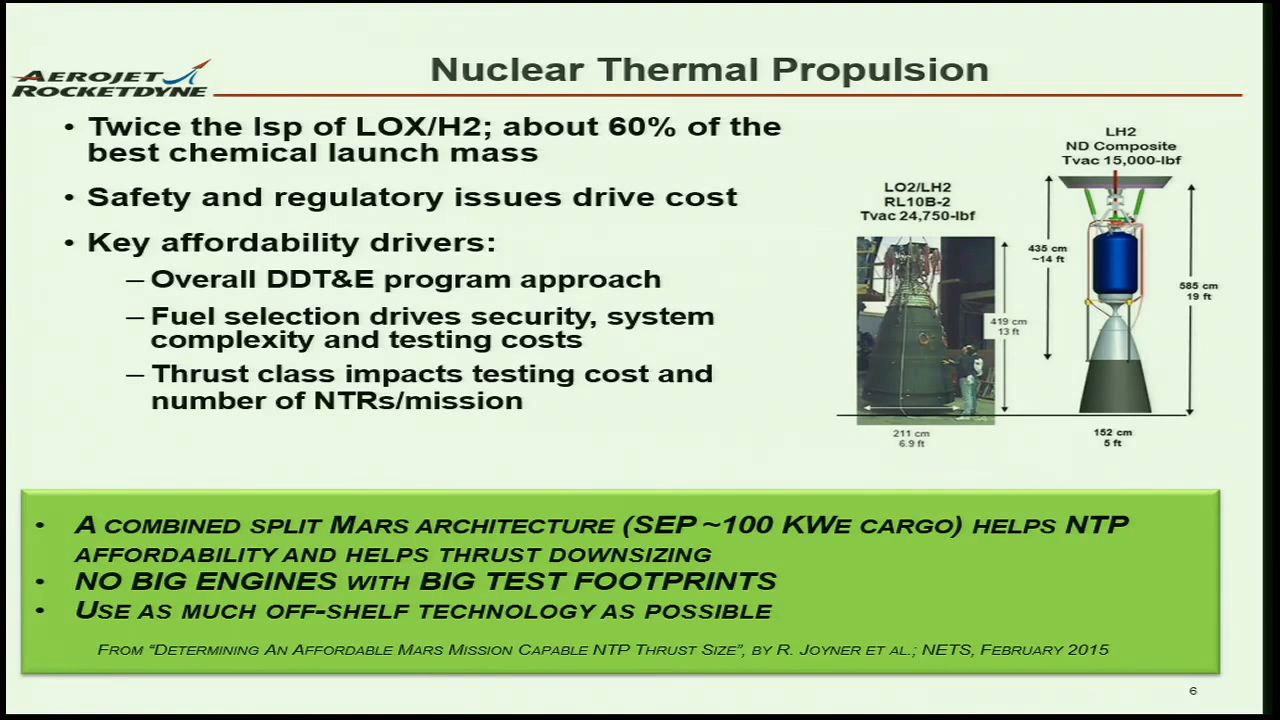 Nuclear Thermal Propulsion
AEROJET
ROCKETDYNE
• Twice the Isp of LOX/H2; about 60% of the
best chemical launch mass
• Safety and regulatory issues drive cost
• Key affordability drivers:
– Overall DDT&E program approach
– Fuel selection drives security, system
complexity and testing costs
– Thrust class impacts testing cost and
number of NTRs/mission
LO2/LH2
RL10B-2
Tvac 24,750-lbf
419 cm
13 ft
211 cm
6.9 ft
LH2
ND Composite
Tvac 15,000-lbf
435 cm
~14 ft
585 cm
19 ft
152 cm
5 ft
• A COMBINED SPLIT MARS ARCHITECTURE (SEP ~100 KWE CARGO) HELPS NTP
AFFORDABILITY AND HELPS THRUST DOWNSIZING
• NO BIG ENGINES WITH BIG TEST FOOTPRINTS
• USE AS MUCH OFF-SHELF TECHNOLOGY AS POSSIBLE
FROM “DETERMINING AN AFFORDABLE MARS MISSION CAPABLE NTP THRUST SIZE”, BY R. JOYNER ET AL.; NETS, FEBRUARY 2015
6